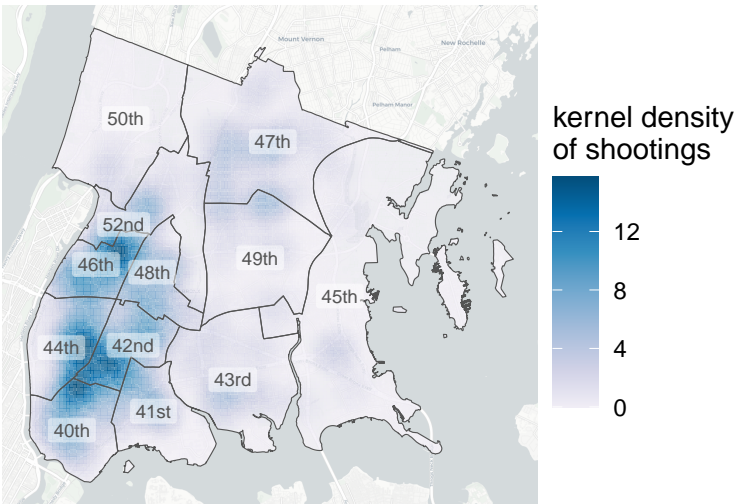 Mount Vernon
Pelham
New Rochelle
Pelham Manor
50th
47th
52nd
46th
48th
49th
45th
44th
42nd
43rd
41st
40th
kernel density
of shootings
12
8
4
0